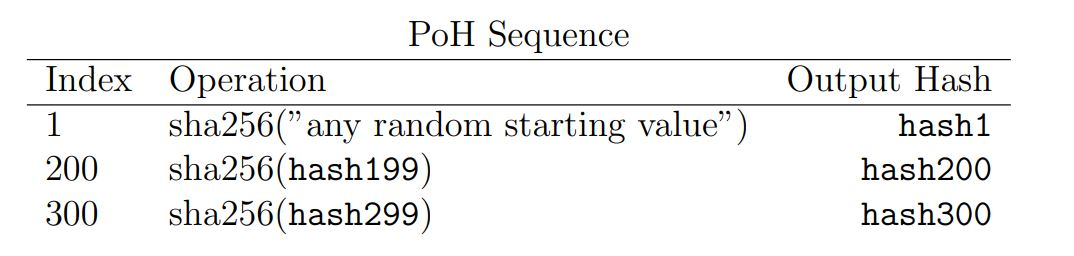 PoH Sequence
Index Operation Output Hash
1 sha256(”any random starting value”) hash1
200 sha256(hash199) hash200
300 sha256(hash299) hash300